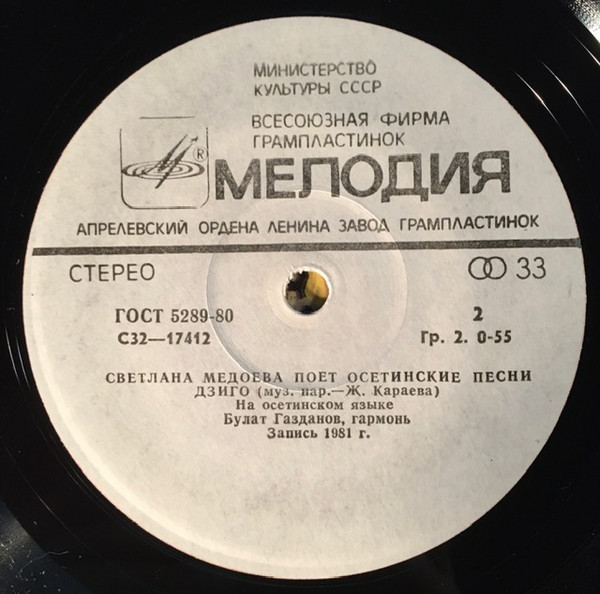 МИНИСТЕРСТВО
КУЛЬТУРЫ СССР
ВСЕСОЮЗНАЯ ФИРМА
ГРАМПЛАСТИНОК
® МЕЛОДИЯ
АПРЕЛЕВСКИЙ ОРДЕНА ЛЕНИНА ЗАВОД ГРАМПЛАСТИНОК
СТЕРЕО 33
ГОСТ 5289-80 2
С32—17412 Гр. 2. 0-55
СВЕТЛАНА МЕДОЕВА ПОЕТ ОСЕТИНСКИЕ ПЕСНИ
ДЗИГО (муз. нар.—Ж. Караева)
На осетинском языке
Булат Газданов, гармонь
Запись 1981 г.